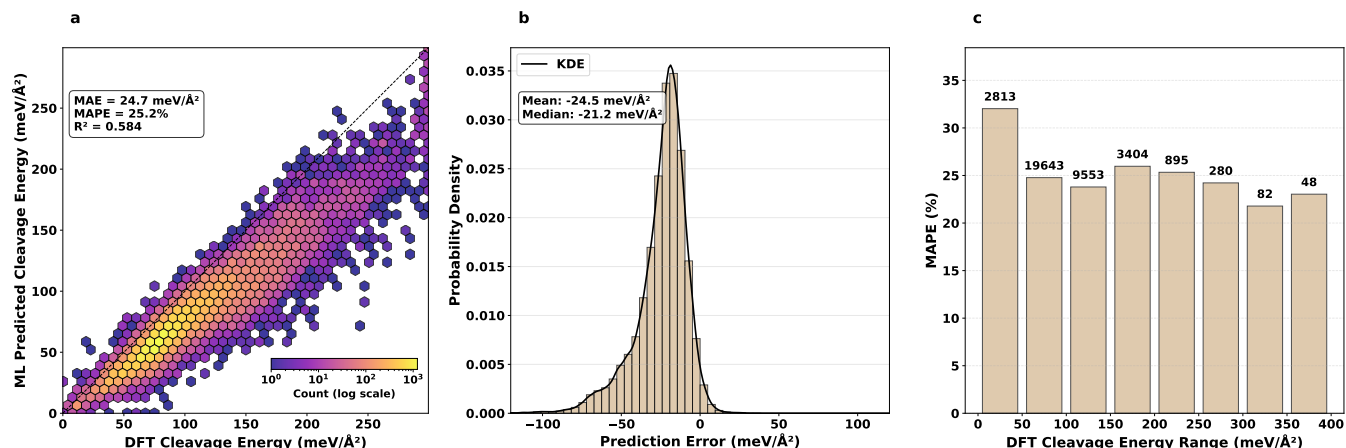 a
ML Predicted Cleavage Energy (meV/Å²)
250
200
150
100
50
0
MAE = 24.7 meV/Å²
MAPE = 25.2%
R² = 0.584
10⁰ 10¹ 10² 10³
Count (log scale)
0 50 100 150 200 250
DFT Cleavage Energy (meV/Å²)
b
Probability Density
0.035
0.030
0.025
0.020
0.015
0.010
0.005
0.000
KDE
Mean: -24.5 meV/Å²
Median: -21.2 meV/Å²
−100 −50 0 50 100
Prediction Error (meV/Å²)
c
MAPE (%)
35
30
25
20
15
10
5
0
2813
19643
9553
3404
895
280
82
48
0 50 100 150 200 250 300 350 400
DFT Cleavage Energy Range (meV/Å²)